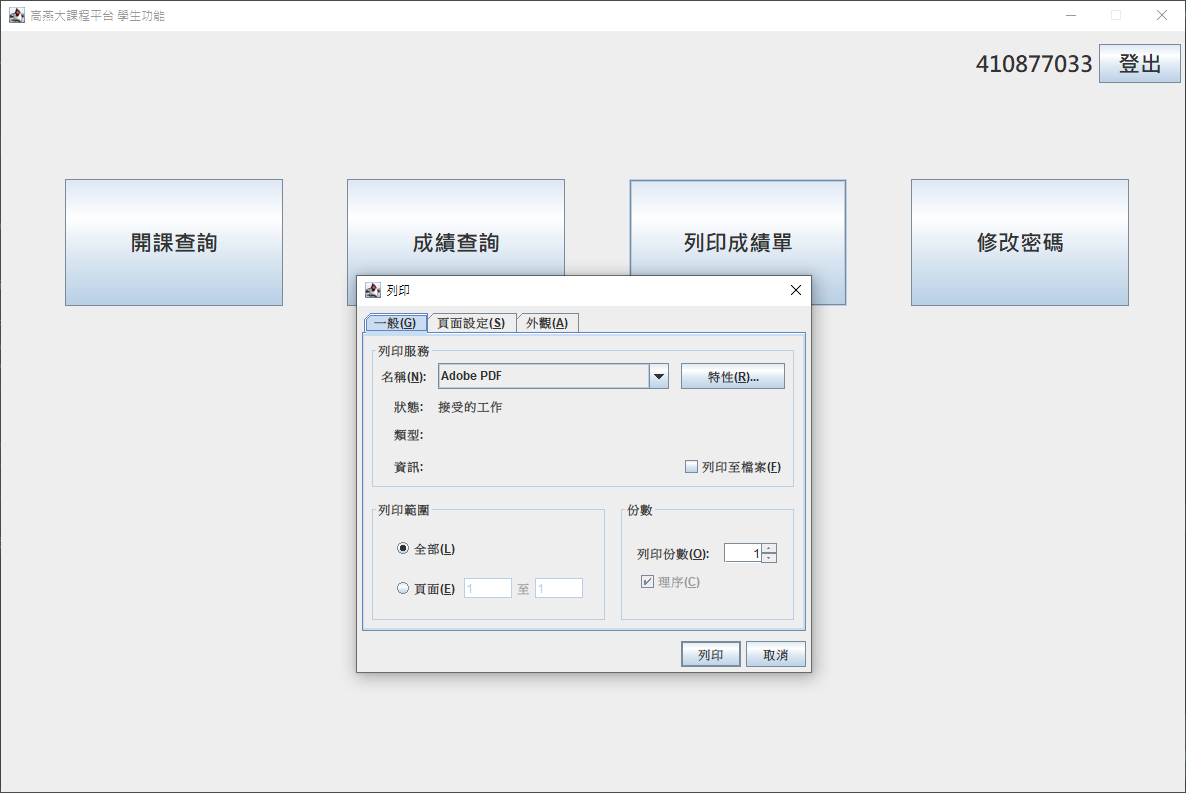 高燕大課程平台 學生功能
410877033 登出
開課查詢 成績查詢 列印成績單 修改密碼
列印
一般(G) 頁面設定(S) 外觀(A)
列印服務
名稱(N): Adobe PDF 特性(R)...
狀態: 接受的工作
類型:
資訊: 列印至檔案(F)
列印範圍 份數
全部(L)
列印份數(O): 1
頁面(E) 1 至 1
理序(C)
列印 取消